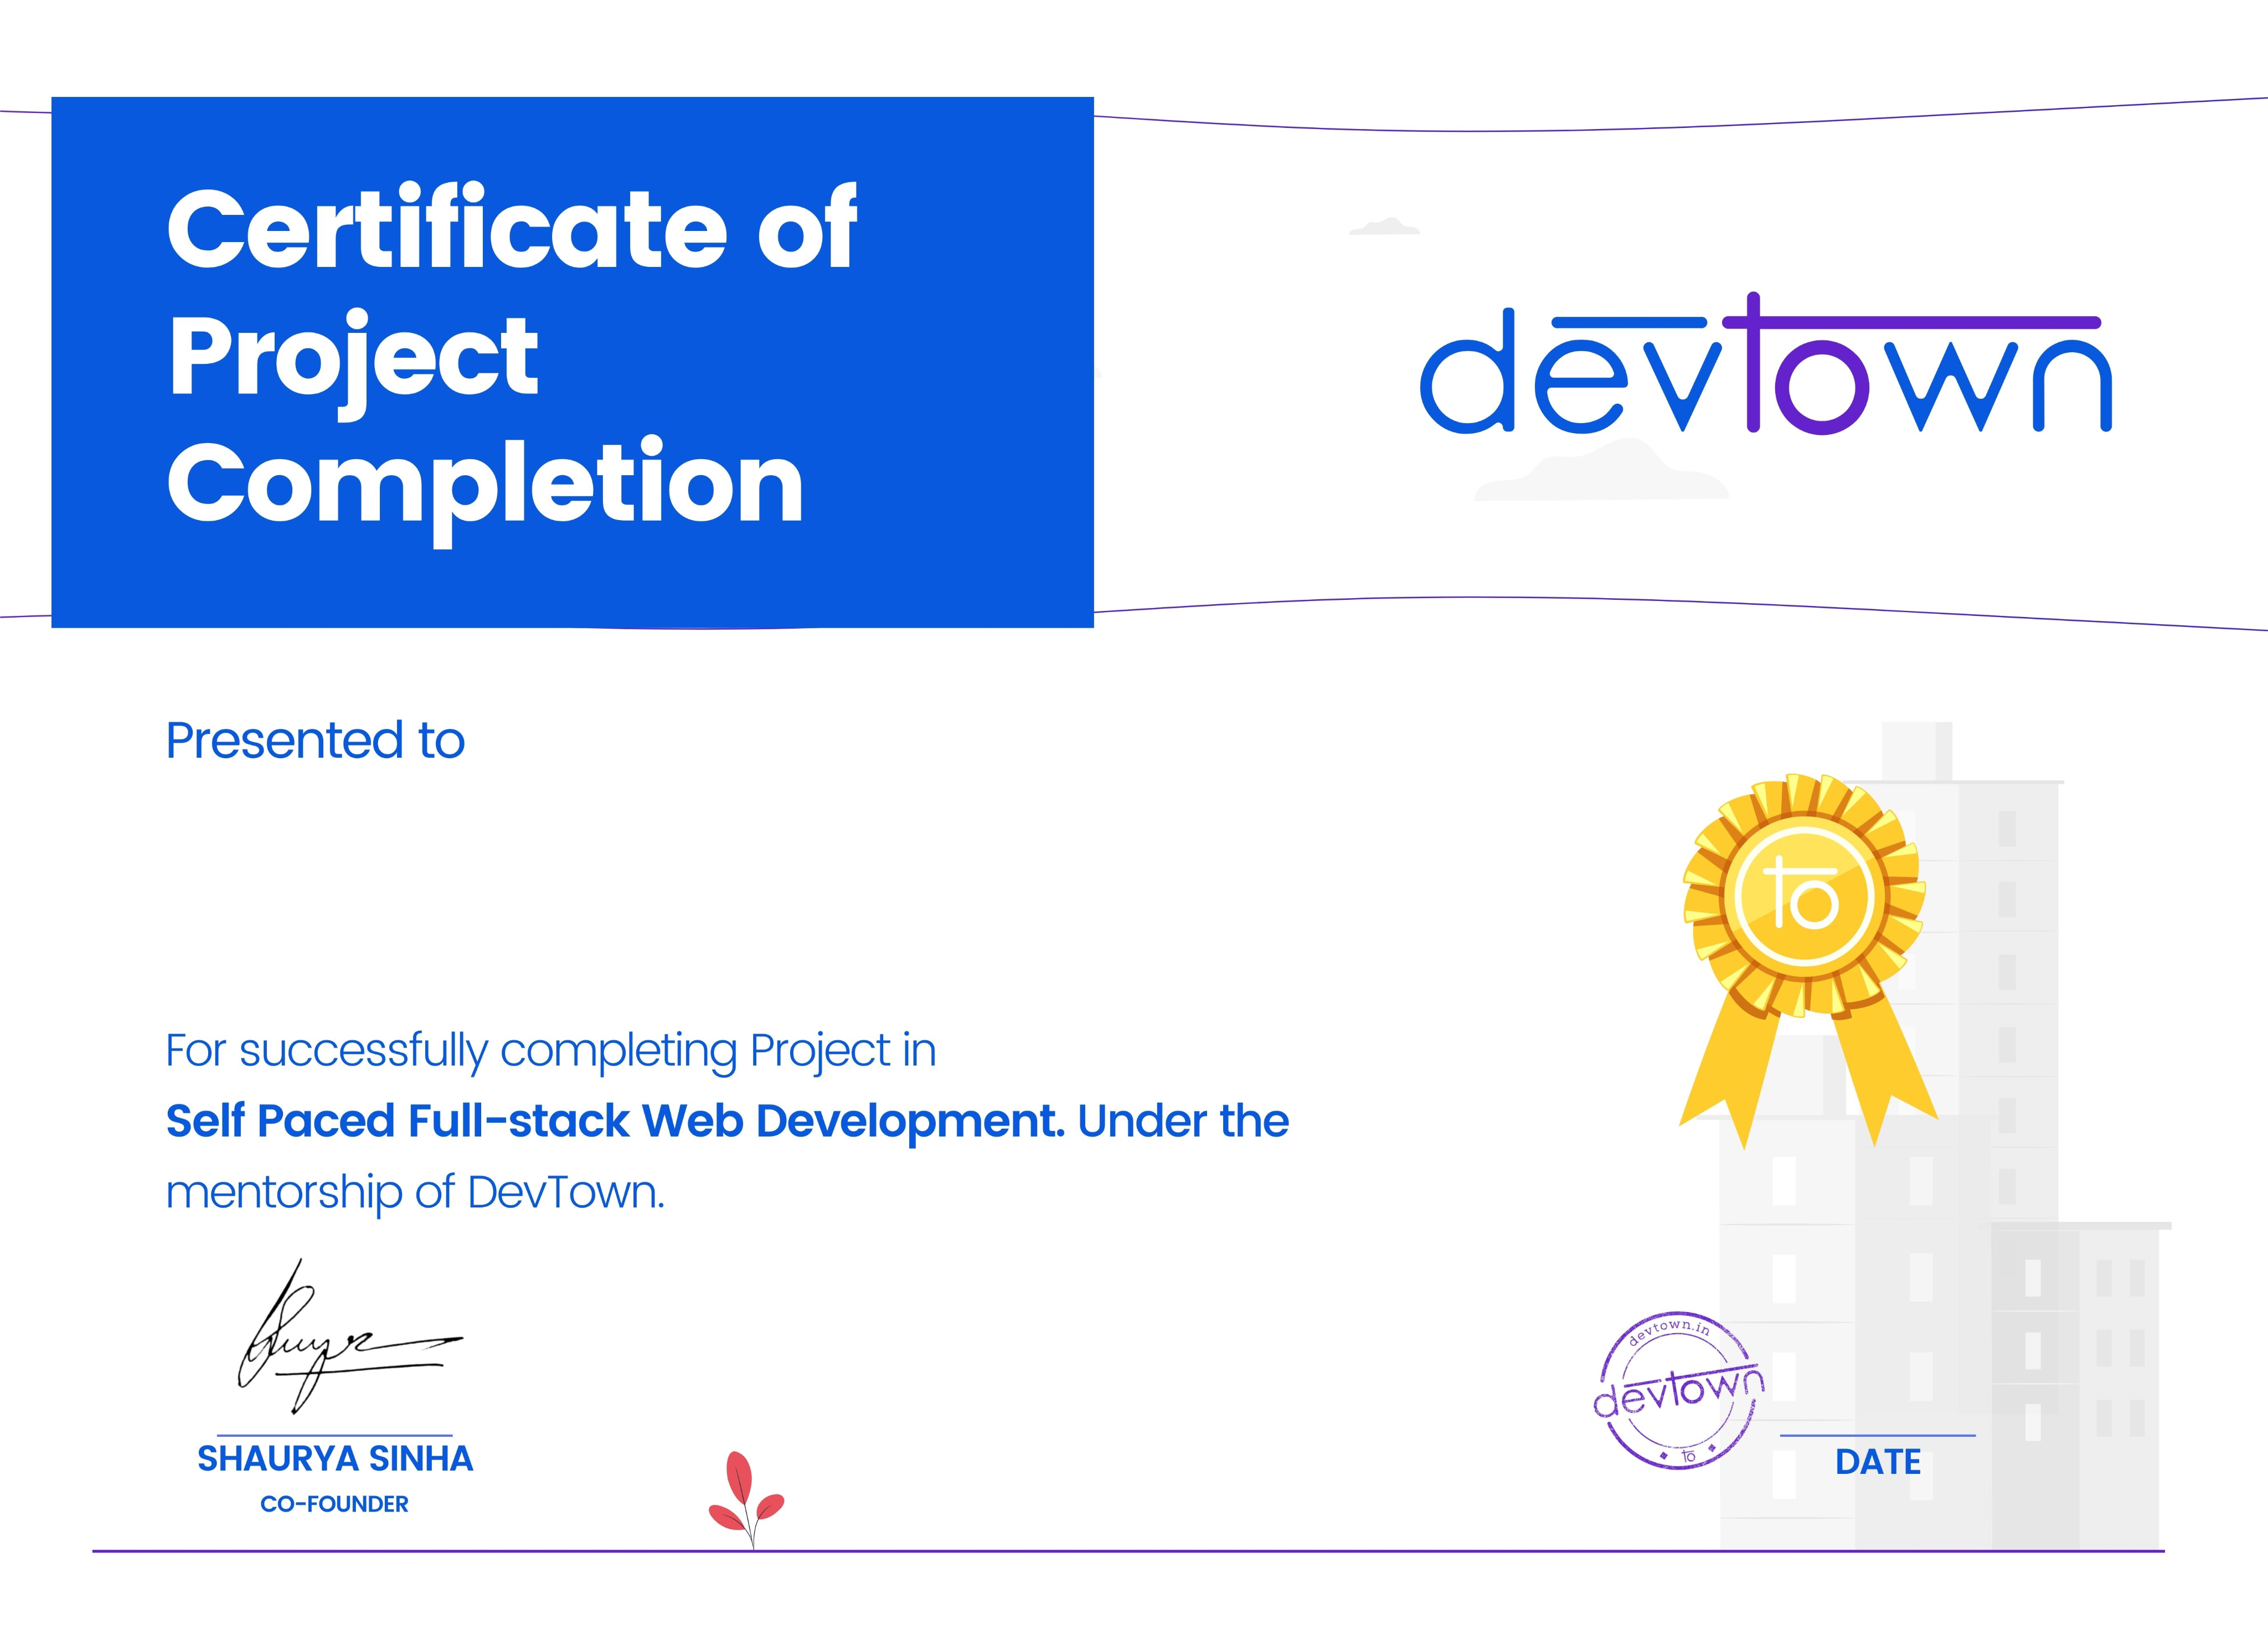 Certificate of
Project
Completion
devtown
Presented to
to
For successfully completing Project in
Self Paced Full-stack Web Development. Under the
mentorship of DevTown.
SHAURYA SINHA
CO-FOUNDER
devtown.in
devtown
to
DATE